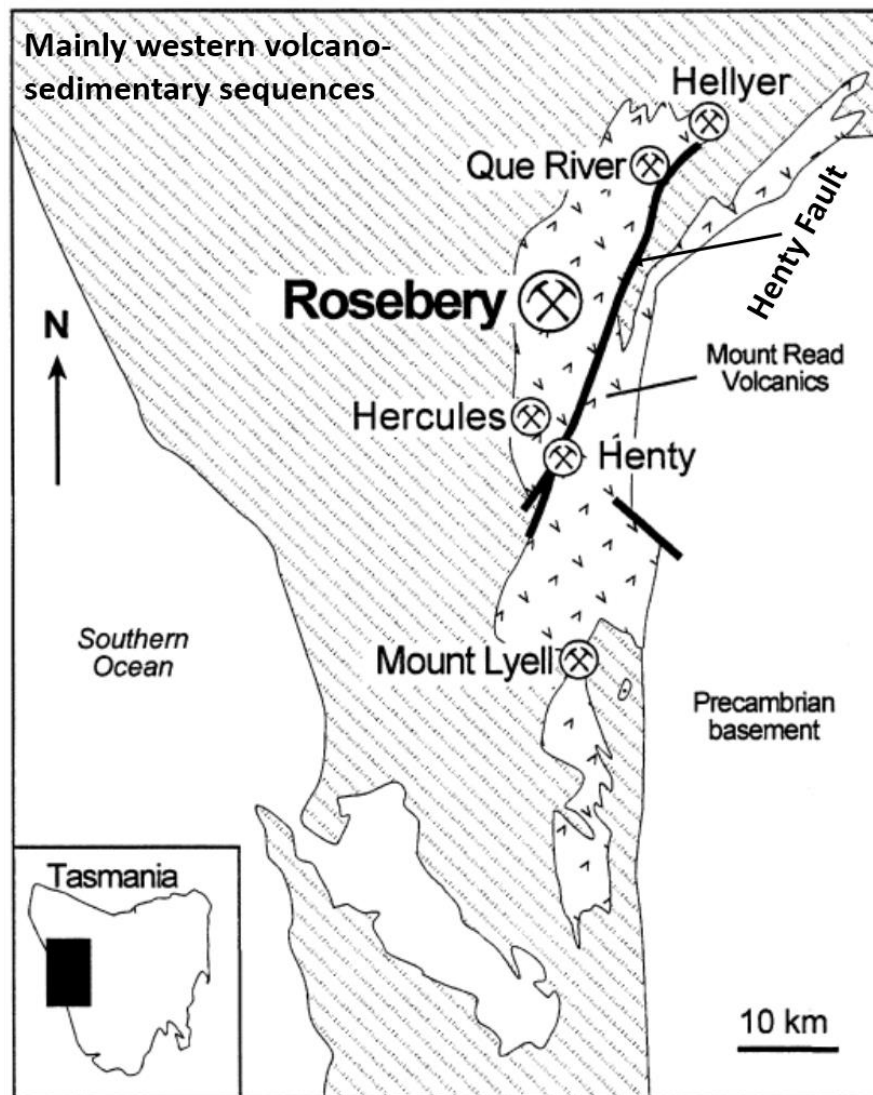 Mainly western volcano-
sedimentary sequences
Hellyer
Que River
Henty Fault
Rosebery
N
Mount Read
Volcanics
Hercules
Henty
Southern
Ocean
Mount Lyell
Precambrian
basement
Tasmania
10 km